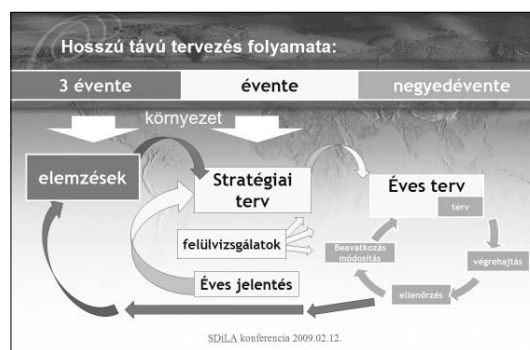 Hosszú távú tervezés folyamata:
3 évente
évente
negyedévente
környezet
elemzések
Stratégiai
terv
Éves terv
terv
felülvizsgálatok
Beavatkozás
módosítás
végrehajtás
Éves jelentés
ellenőrzés
SDiLA konferencia 2009.02.12.